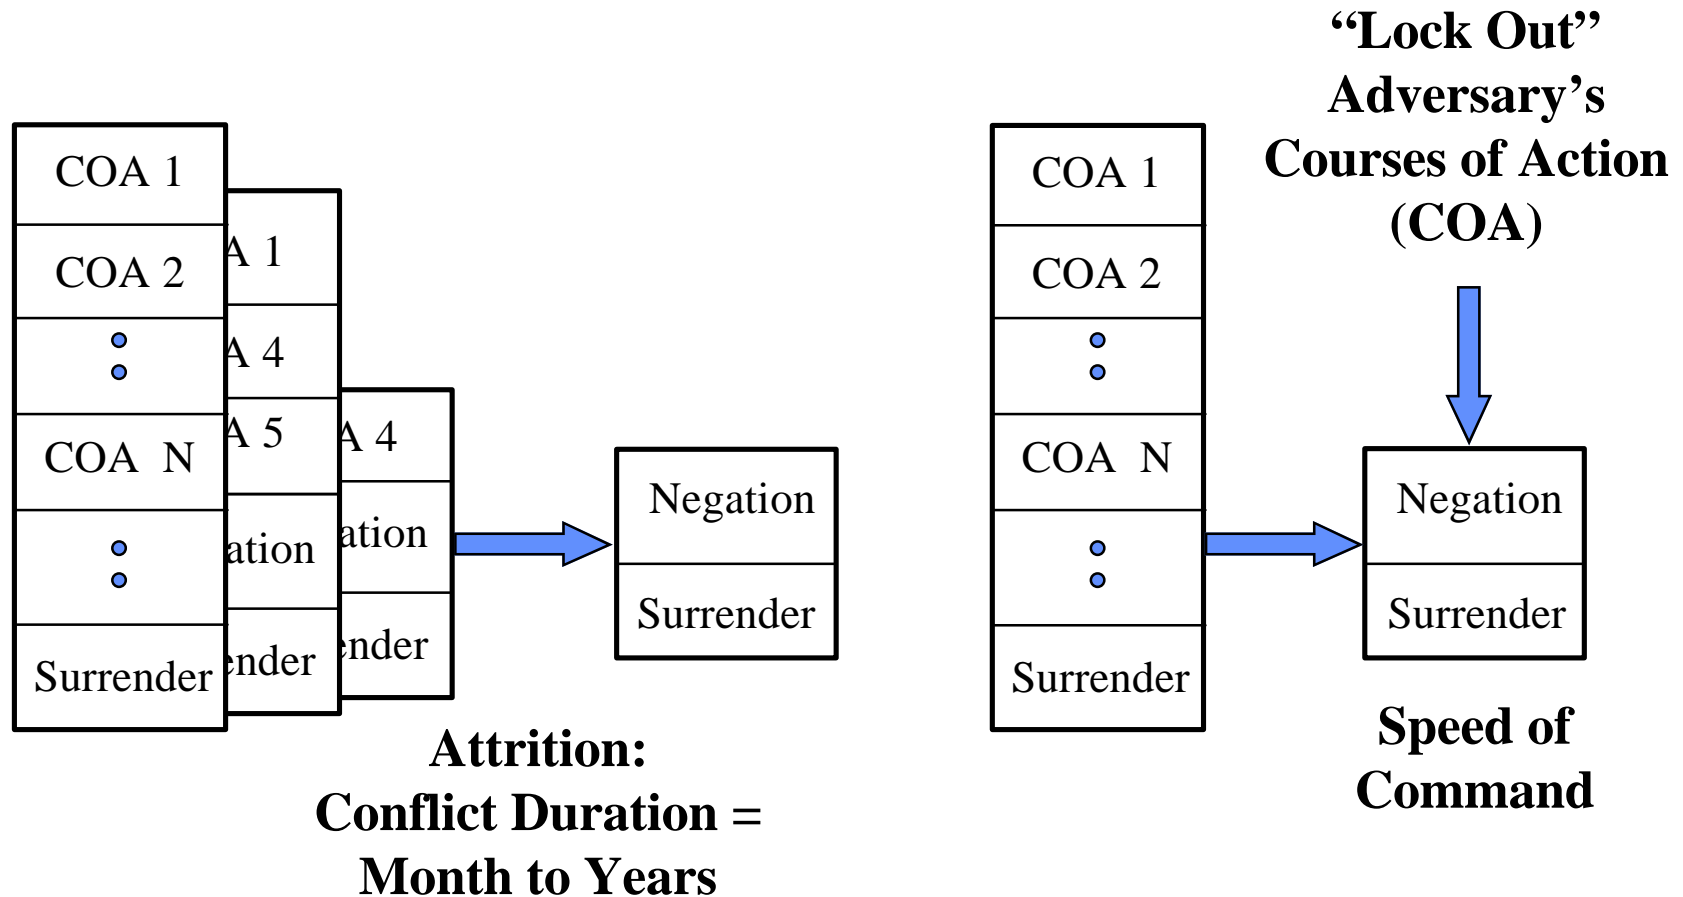 COA 1
COA 2
COA N
Surrender
A 1
A 4
A 5
ation
ender
A 4
ation
ender
Negation
Surrender
Attrition:
Conflict Duration =
Month to Years
COA 1
COA 2
COA N
Surrender
“Lock Out”
Adversary’s
Courses of Action
(COA)
Negation
Surrender
Speed of
Command